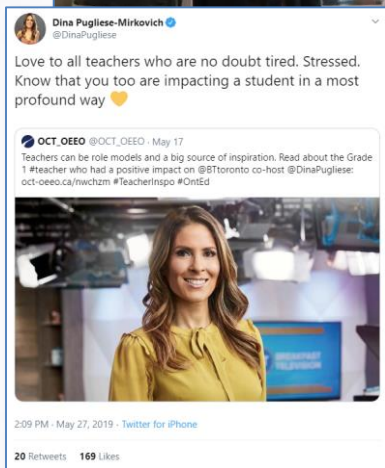 Dina Pugliese-Mirkovich
@DinaPugliese
Love to all teachers who are no doubt tired. Stressed.
Know that you too are impacting a student in a most
profound way 💛
OCT_OEEO @OCT_OEEO · May 17
Teachers can be role models and a big source of inspiration. Read about the Grade
1 #teacher who had a positive impact on @BTtoronto co-host @DinaPugliese:
oct-oeeo.ca/nwchzm #TeacherInspo #OntEd
BREAKFAST
TELEVISION
2:09 PM · May 27, 2019 · Twitter for iPhone
20 Retweets 169 Likes